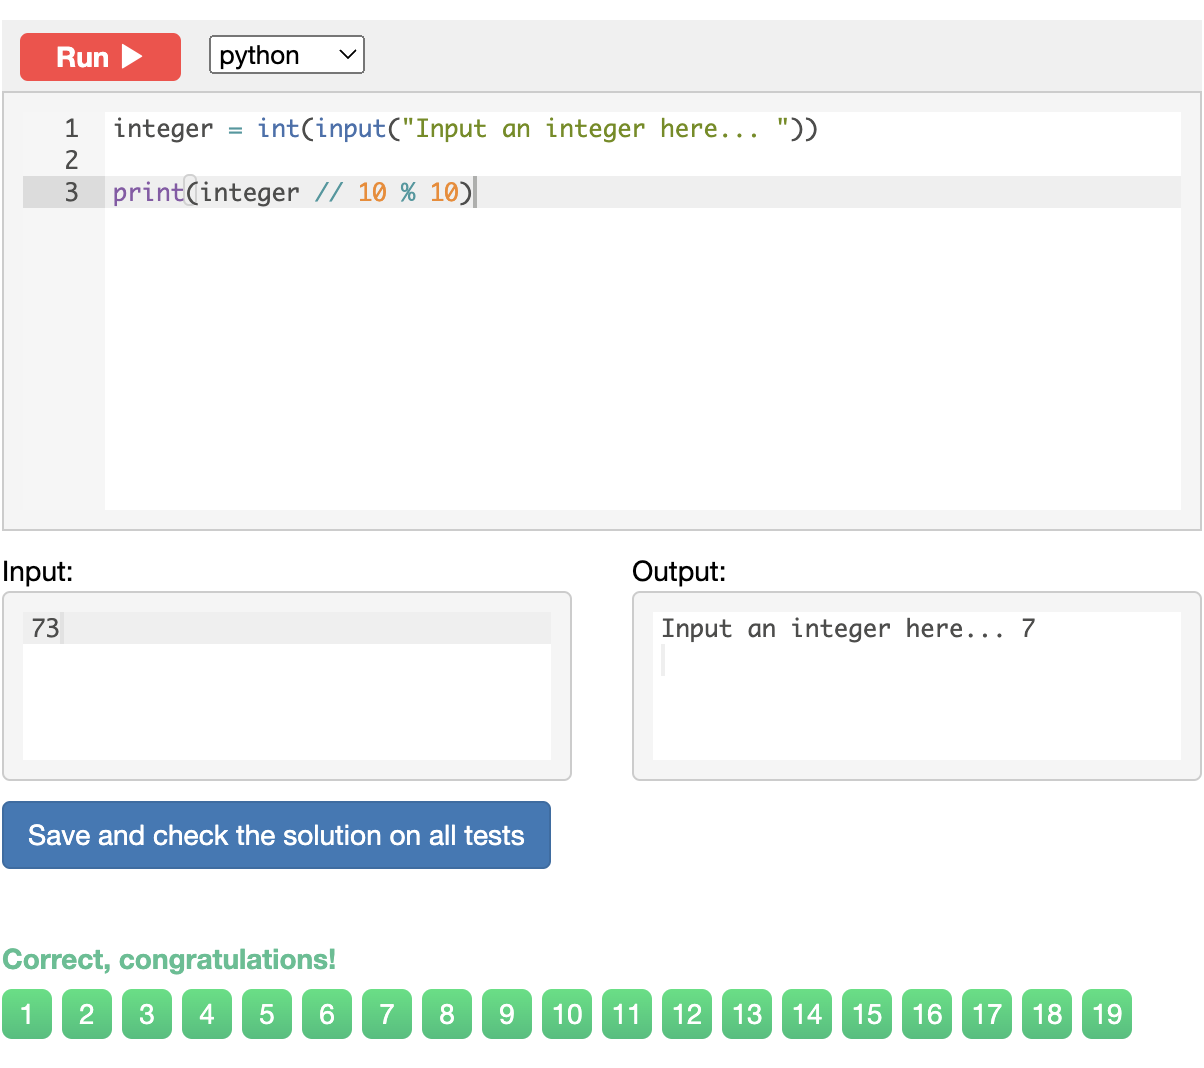 Run
python
1 integer = int(input("Input an integer here... "))
2
3 print(integer // 10 % 10)
Input:
Output:
73
Input an integer here... 7
Save and check the solution on all tests
Correct, congratulations!
1 2 3 4 5 6 7 8 9 10 11 12 13 14 15 16 17 18 19